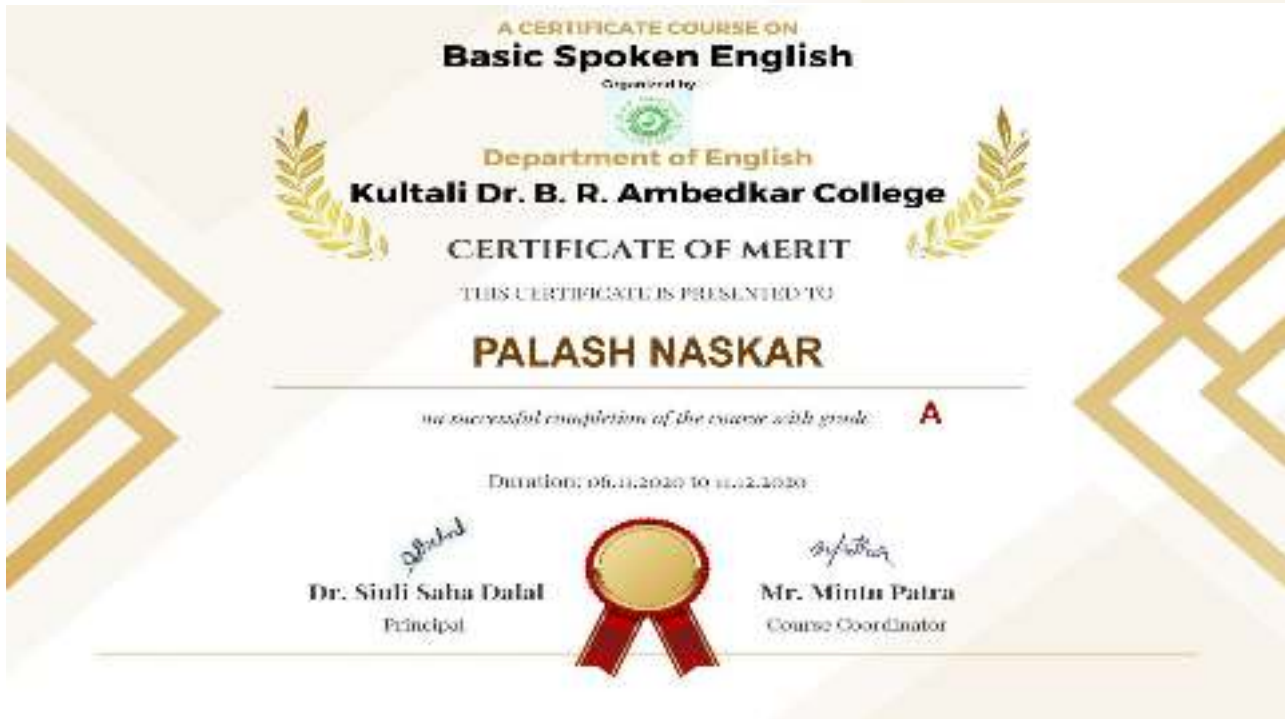 A CERTIFICATE COURSE ON
Basic Spoken English
Organized by
Department of English
Kultali Dr. B. R. Ambedkar College
CERTIFICATE OF MERIT
THIS CERTIFICATE IS PRESENTED TO
PALASH NASKAR
on successful completion of the course with grade A
Duration: 06.11.2020 to 11.12.2020
Dr. Siuli Saha Dalal Mr. Mintu Patra
Principal Course Coordinator